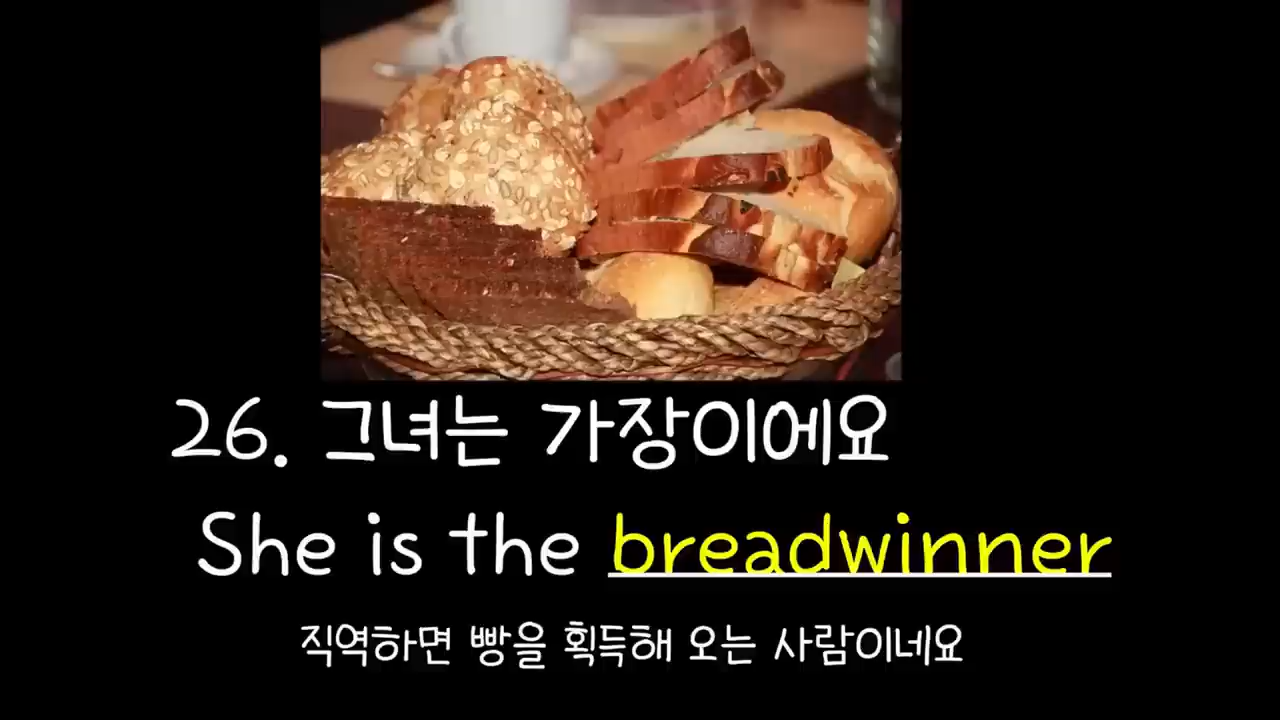 26. 그녀는 가장이에요
She is the breadwinner
직역하면 빵을 획득해 오는 사람이네요